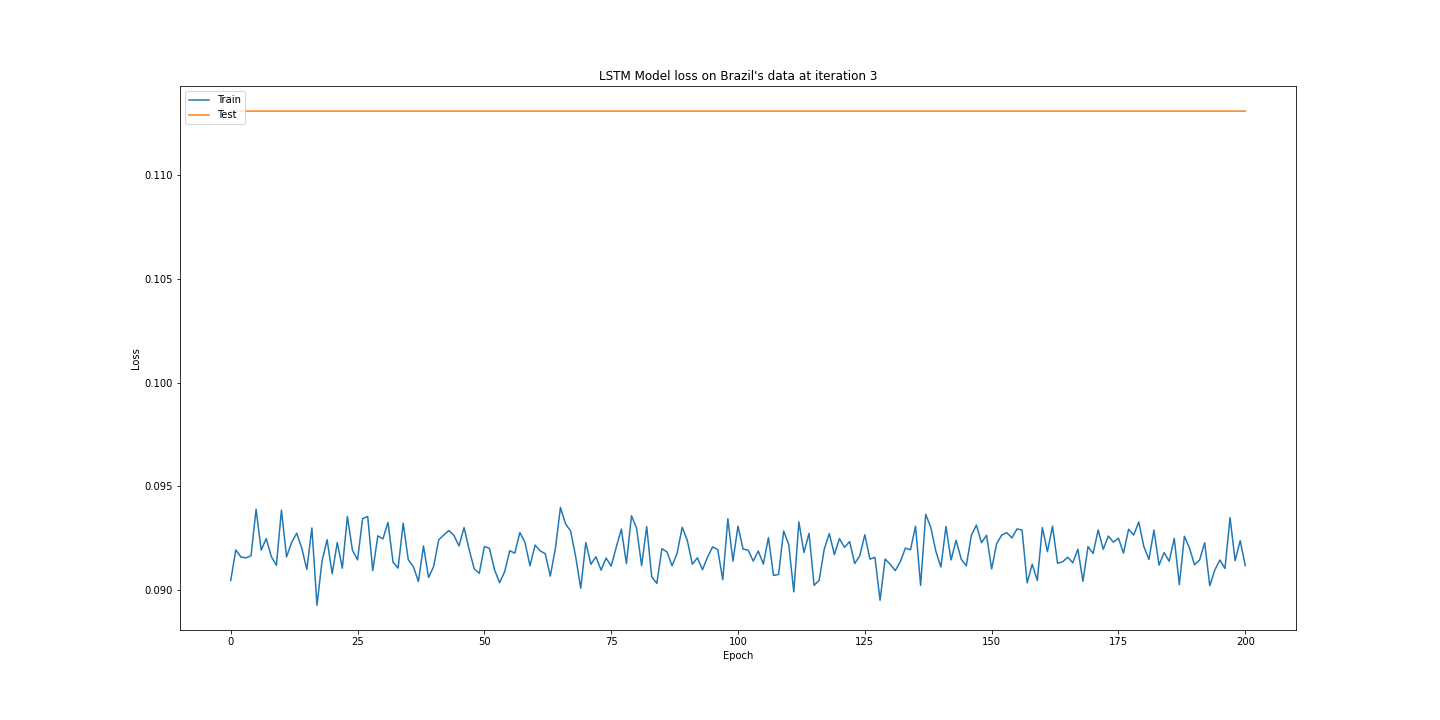 LSTM Model loss on Brazil's data at iteration 3
Train
Test
0.110
0.105
0.100
0.095
0.090
Loss
0 25 50 75 100 125 150 175 200
Epoch